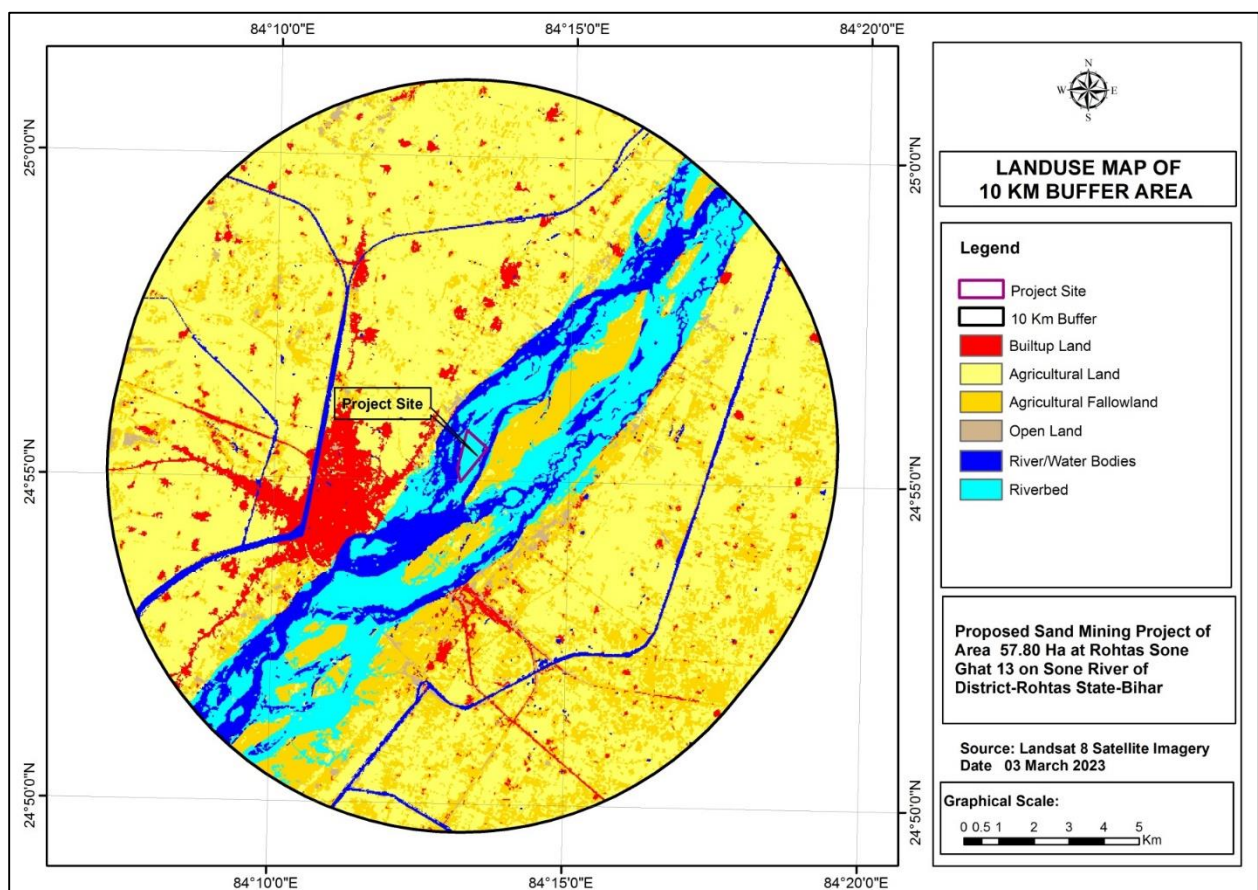 84°10'0"E
84°15'0"E
84°20'0"E
25°0'0"N
25°0'0"N
24°55'0"N
24°55'0"N
24°50'0"N
24°50'0"N
84°10'0"E
84°15'0"E
84°20'0"E
Project Site
N
W
E
S
LANDUSE MAP OF
10 KM BUFFER AREA
Legend
Project Site
10 Km Buffer
Builtup Land
Agricultural Land
Agricultural Fallowland
Open Land
River/Water Bodies
Riverbed
Proposed Sand Mining Project of
Area 57.80 Ha at Rohtas Sone
Ghat 13 on Sone River of
District-Rohtas State-Bihar
Source: Landsat 8 Satellite Imagery
Date 03 March 2023
Graphical Scale:
0 0.5 1 2 3 4 5
Km